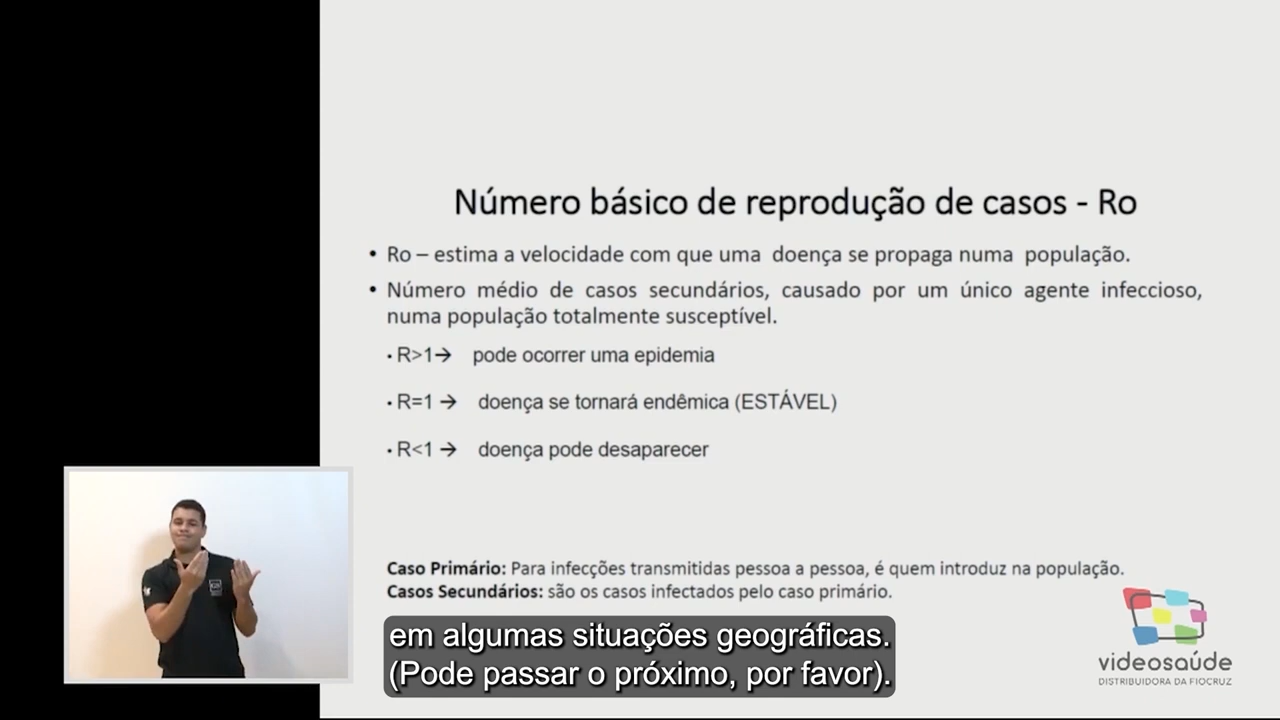 Número básico de reprodução de casos - Ro
• Ro – estima a velocidade com que uma doença se propaga numa população.
• Número médio de casos secundários, causado por um único agente infeccioso,
numa população totalmente susceptível.
• R>1→ pode ocorrer uma epidemia
• R=1 → doença se tornará endêmica (ESTÁVEL)
• R<1 → doença pode desaparecer
Caso Primário: Para infecções transmitidas pessoa a pessoa, é quem introduz na população.
Casos Secundários: são os casos infectados pelo caso primário.
em algumas situações geográficas.
(Pode passar o próximo, por favor).
videosaúde
DISTRIBUIDORA DA FIOCRUZ